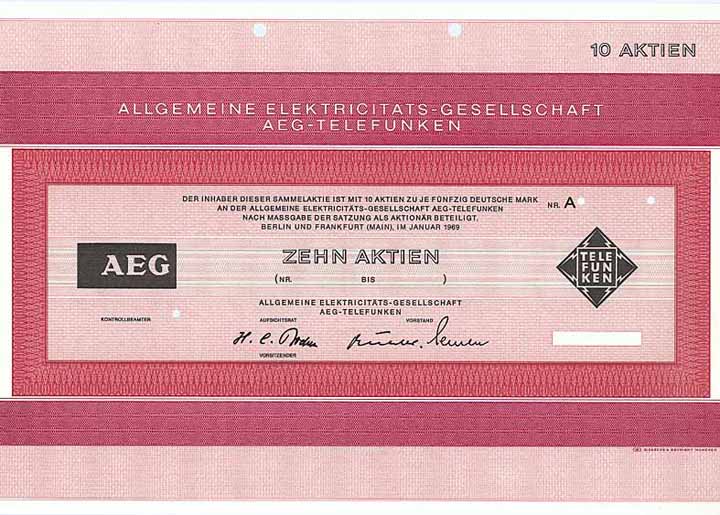 10 AKTIEN
ALLGEMEINE ELEKTRICITÄTS-GESELLSCHAFT
AEG-TELEFUNKEN
DER INHABER DIESER SAMMELAKTIE IST MIT 10 AKTIEN ZU JE FÜNFZIG DEUTSCHE MARK
AN DER ALLGEMEINE ELEKTRICITÄTS-GESELLSCHAFT AEG-TELEFUNKEN
NACH MASSGABE DER SATZUNG ALS AKTIONÄR BETEILIGT.
BERLIN UND FRANKFURT (MAIN), IM JANUAR 1969
NR. A
AEG
ZEHN AKTIEN
(NR. BIS )
TELE
FUN
KEN
ALLGEMEINE ELEKTRICITÄTS-GESELLSCHAFT
AEG-TELEFUNKEN
KONTROLLBEAMTER
AUFSICHTSRAT VORSTAND
VORSITZENDER
GIESECKE & DEVRIENT MÜNCHEN